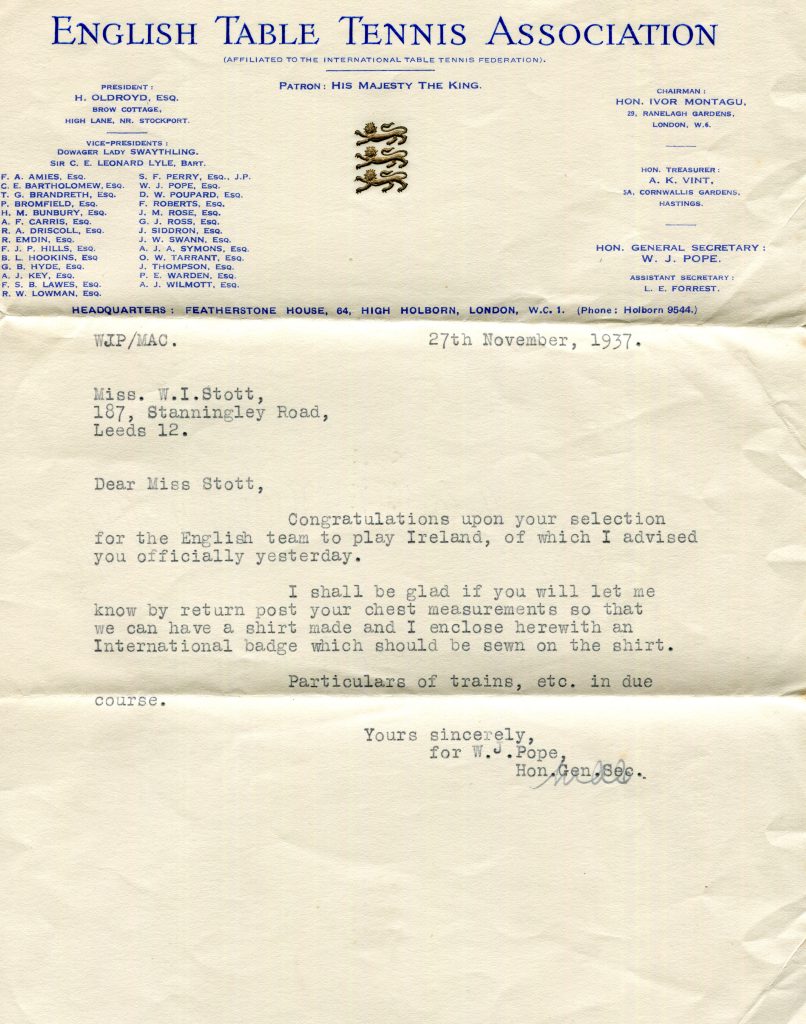 ENGLISH TABLE TENNIS ASSOCIATION
(AFFILIATED TO THE INTERNATIONAL TABLE TENNIS FEDERATION).
PATRON: HIS MAJESTY THE KING.
PRESIDENT:
H. OLDROYD, ESQ.
BROW COTTAGE,
HIGH LANE, NR. STOCKPORT.
VICE-PRESIDENTS:
DOWAGER LADY SWAYTHLING.
SIR C. E. LEONARD LYLE, BART.
F. A. AMIES, ESQ.
C. E. BARTHOLOMEW, ESQ.
T. G. BRANDRETH, ESQ.
P. BROMFIELD, ESQ.
H. M. BUNBURY, ESQ.
A. F. CARRIS, ESQ.
R. A. DRISCOLL, ESQ.
R. EMDIN, ESQ.
F. J. P. HILLS, ESQ.
B. L. HOOKINS, ESQ.
G. B. HYDE, ESQ.
A. J. KEY, ESQ.
F. S. B. LAWES, ESQ.
R. W. LOWMAN, ESQ.
S. F. PERRY, ESQ., J.P.
W. J. POPE, ESQ.
D. W. POUPARD, ESQ.
F. ROBERTS, ESQ.
J. M. ROSE, ESQ.
G. J. ROSS, ESQ.
J. SIDDRON, ESQ.
J. W. SWANN, ESQ.
A. J. A. SYMONS, ESQ.
O. W. TARRANT, ESQ.
J. THOMPSON, ESQ.
P. E. WARDEN, ESQ.
A. J. WILMOTT, ESQ.
CHAIRMAN:
HON. IVOR MONTAGU,
29, RANELAGH GARDENS,
LONDON, W.6.
HON. TREASURER:
A. K. VINT,
5A, CORNWALLIS GARDENS,
HASTINGS.
HON. GENERAL SECRETARY:
W. J. POPE.
ASSISTANT SECRETARY:
L. E. FORREST.
HEADQUARTERS: FEATHERSTONE HOUSE, 64, HIGH HOLBORN, LONDON, W.C. 1. (Phone: Holborn 9544.)
WJP/MAC. 27th November, 1937.
Miss. W.I.Stott,
187, Stanningley Road,
Leeds 12.
Dear Miss Stott,
Congratulations upon your selection
for the English team to play Ireland, of which I advised
you officially yesterday.
I shall be glad if you will let me
know by return post your chest measurements so that
we can have a shirt made and I enclose herewith an
International badge which should be sewn on the shirt.
Particulars of trains, etc. in due
course.
Yours sincerely,
for W.J.Pope,
Hon.Gen.Sec.